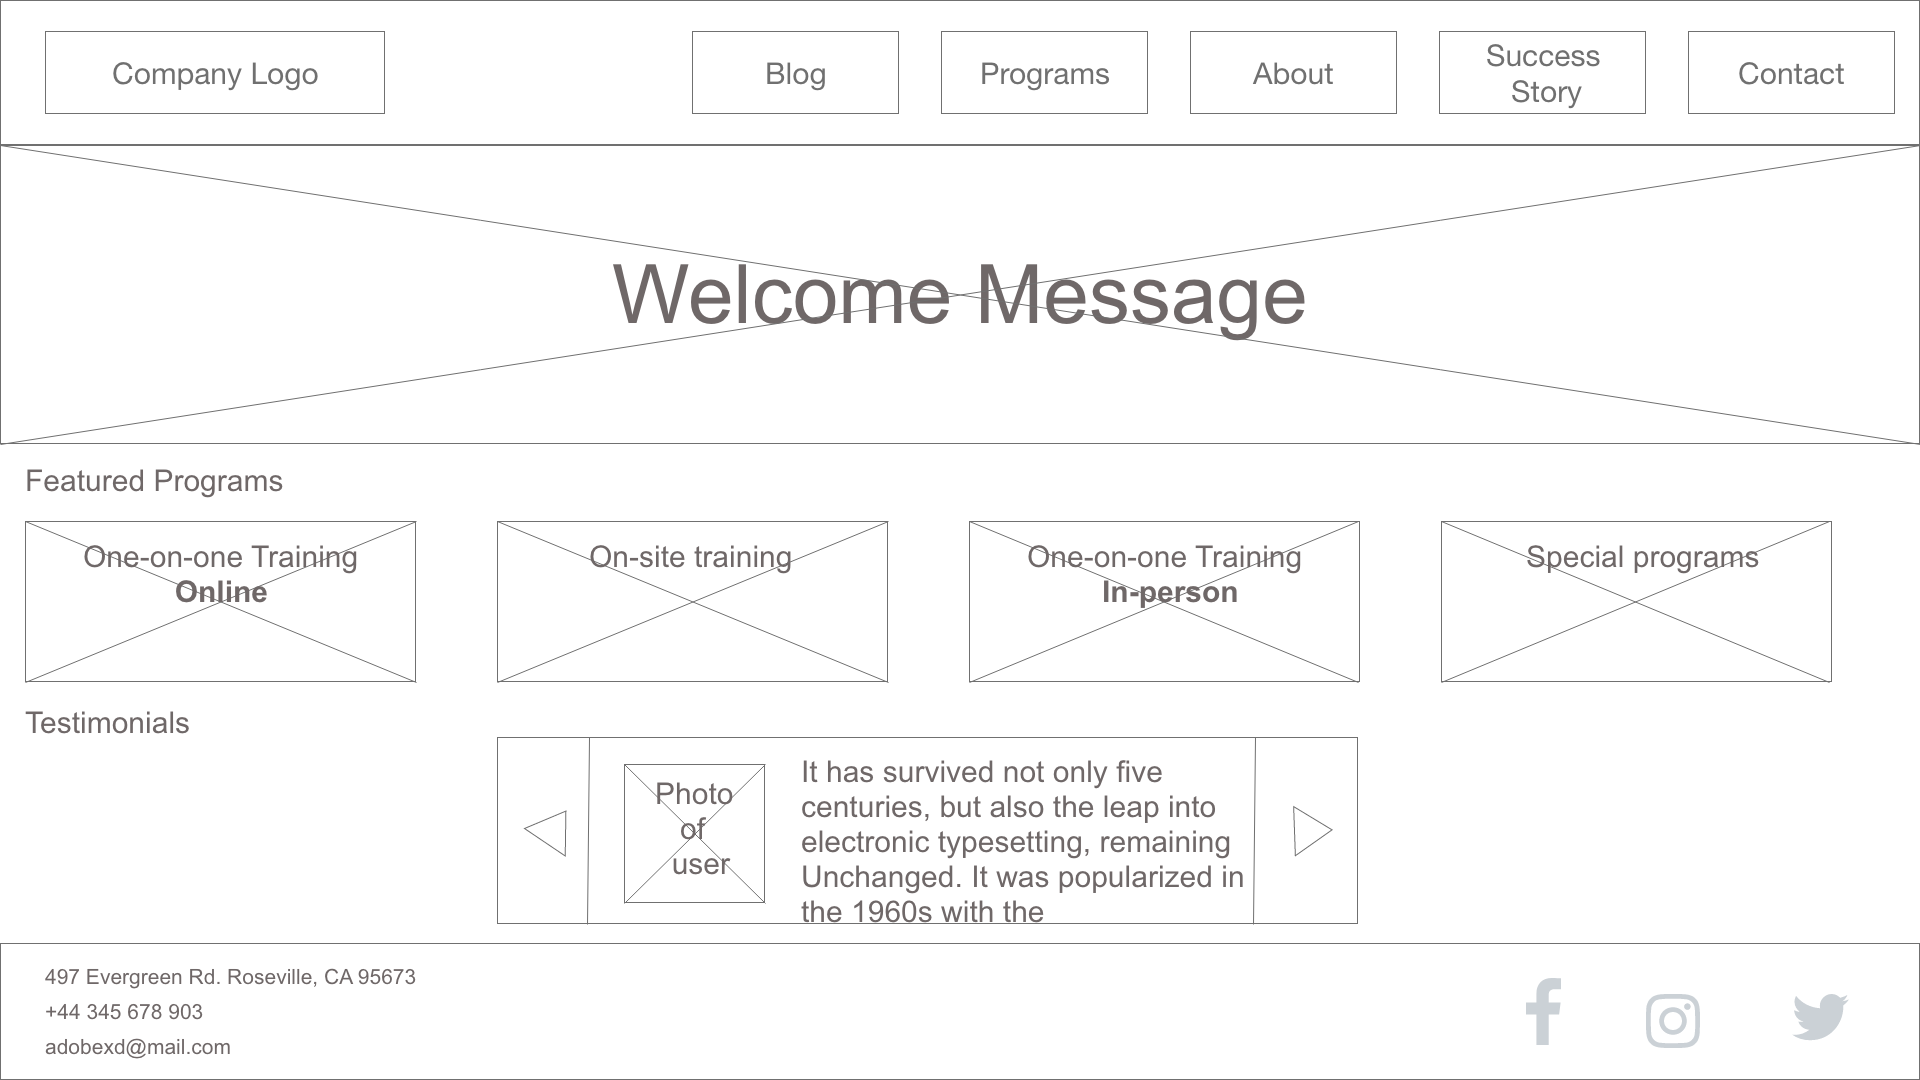 Company Logo
Blog
Programs
About
Success
Story
Contact
Welcome Message
Featured Programs
One-on-one Training
Online
On-site training
One-on-one Training
In-person
Special programs
Testimonials
Photo
of
user
It has survived not only five
centuries, but also the leap into
electronic typesetting, remaining
Unchanged. It was popularized in
the 1960s with the
497 Evergreen Rd. Roseville, CA 95673
+44 345 678 903
adobexd@mail.com